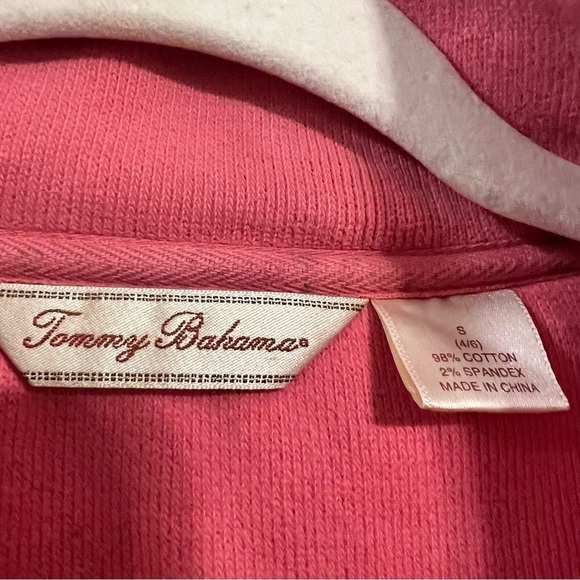 Tommy Bahama®
S
(4/6)
98% COTTON
2% SPANDEX
MADE IN CHINA